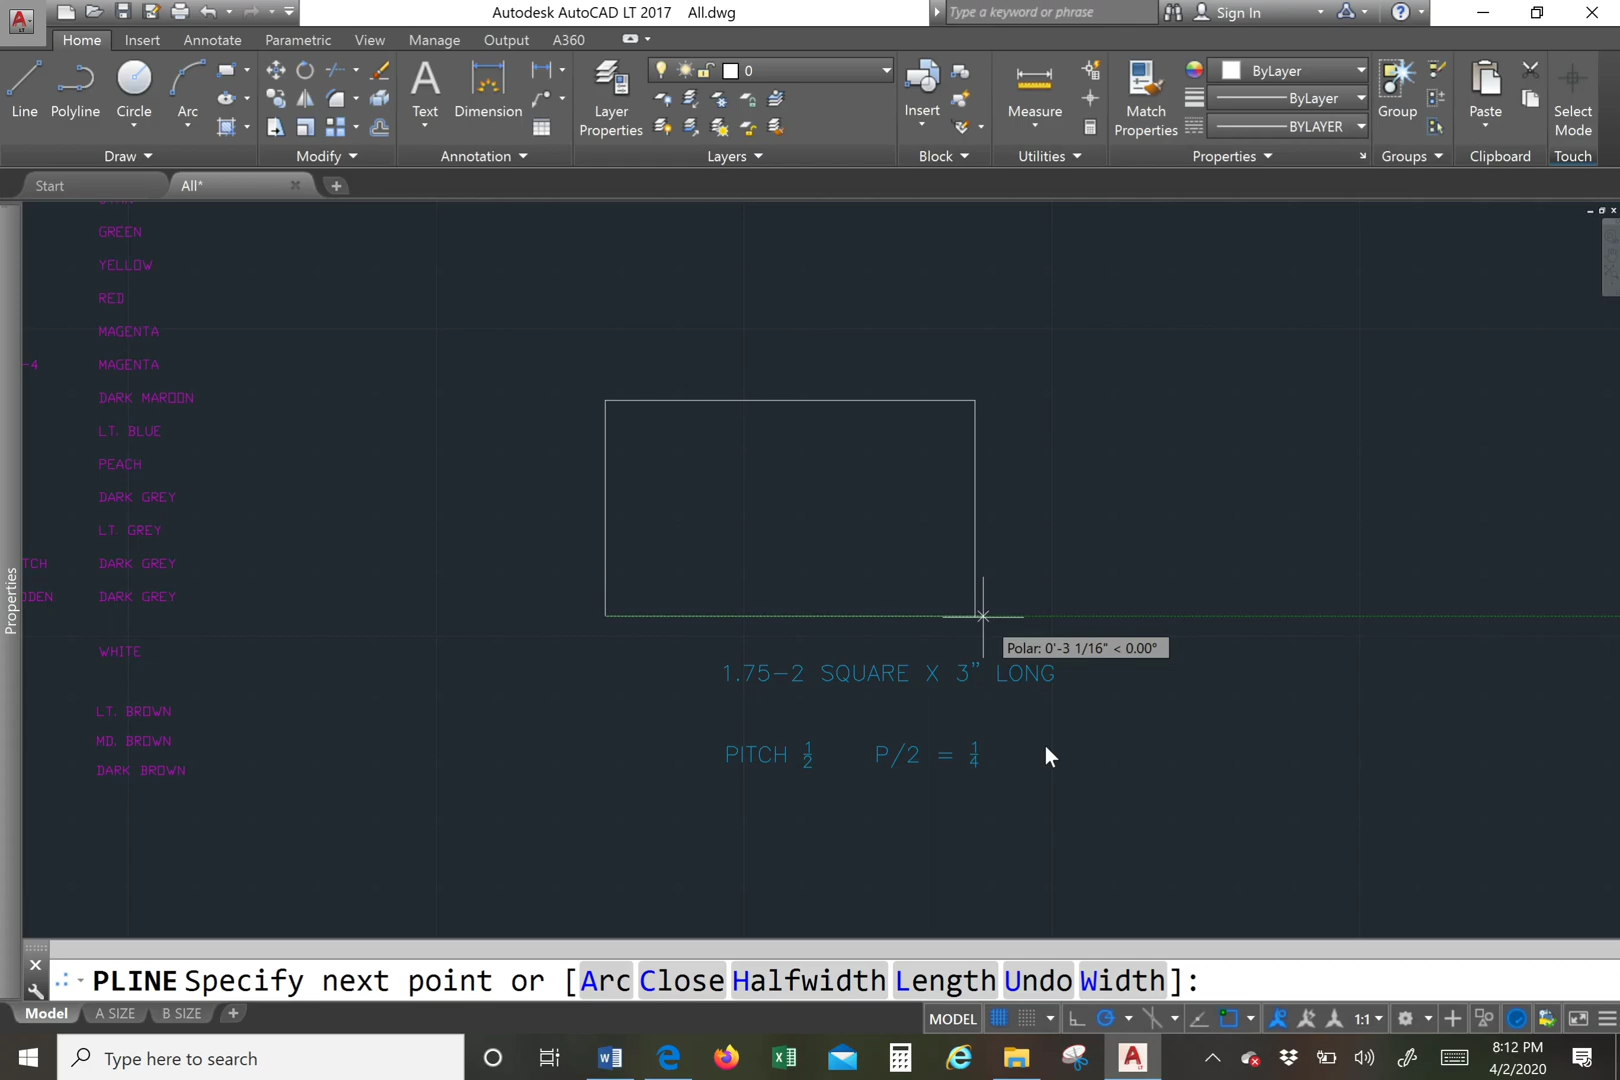 Autodesk AutoCAD LT 2017 All.dwg
Type a keyword or phrase
Sign In
Home Insert Annotate Parametric View Manage Output A360
0
ByLayer
ByLayer
BYLAYER
Line Polyline Circle Arc
Text Dimension
Layer Properties
Insert
Measure
Match Properties
Group
Paste
Select Mode
Draw Modify Annotation Layers Block Utilities Properties Groups Clipboard Touch
Start All*
GREEN
YELLOW
RED
MAGENTA
-4 MAGENTA
DARK MAROON
LT. BLUE
PEACH
DARK GREY
LT. GREY
TCH DARK GREY
DDEN DARK GREY
WHITE
LT. BROWN
MD. BROWN
DARK BROWN
Properties
Polar: 0'-3 1/16" < 0.00°
1.75-2 SQUARE X 3” LONG
PITCH 1/2 P/2 = 1/4
PLINE Specify next point or [Arc Close Halfwidth Length Undo Width]:
Model A SIZE B SIZE
MODEL 1:1
Type here to search
8:12 PM
4/2/2020